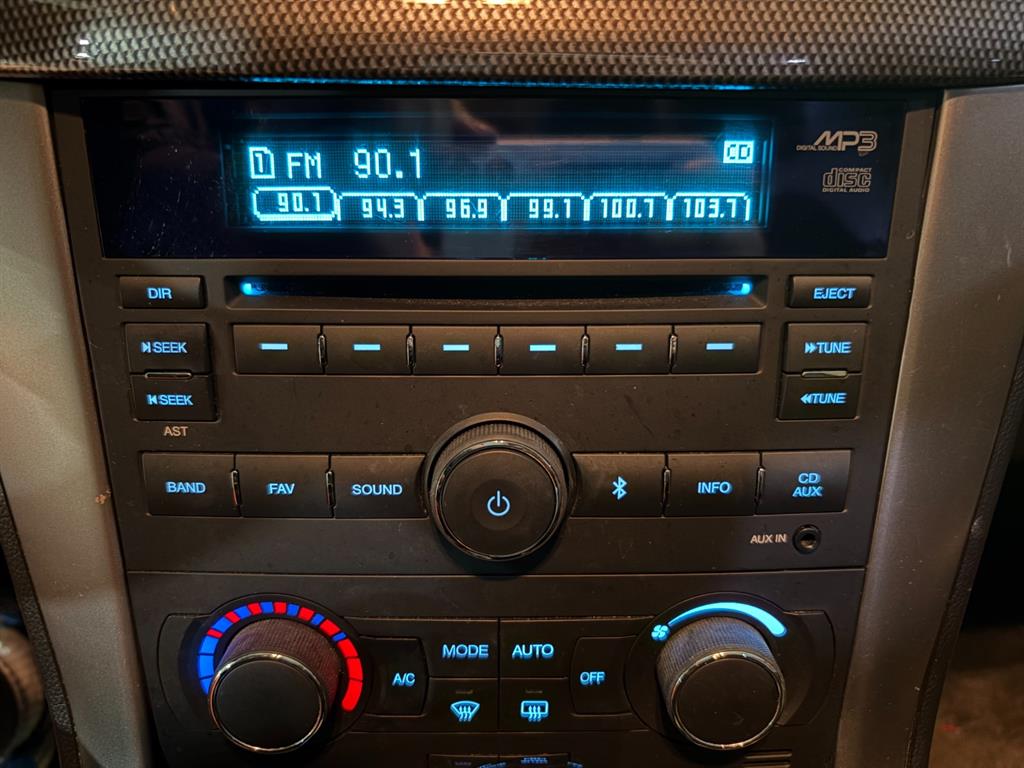 1 FM 90.1 CD
90.1 94.3 96.9 99.1 100.7 103.7
MP3
DIGITAL SOUND
COMPACT
disc
DIGITAL AUDIO
DIR EJECT
SEEK TUNE
SEEK TUNE
AST
BAND FAV SOUND INFO CD AUX
AUX IN
MODE AUTO
A/C OFF